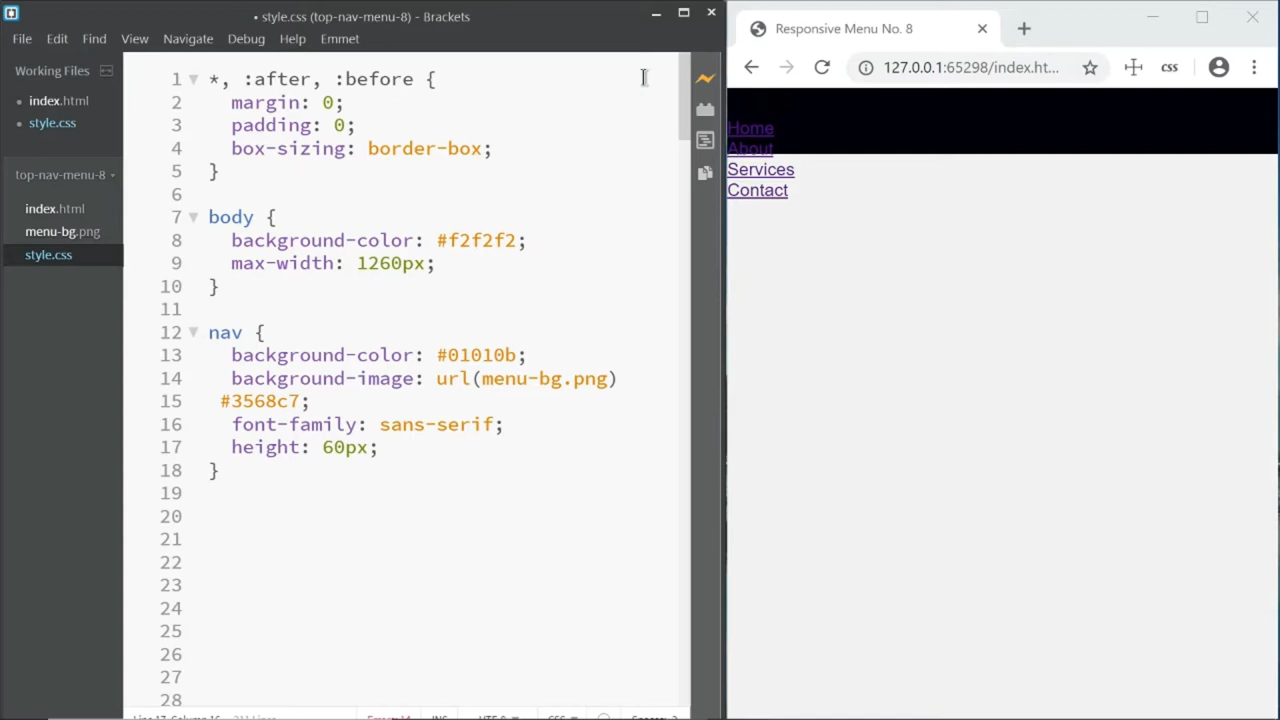 • style.css (top-nav-menu-8) - Brackets
File Edit Find View Navigate Debug Help Emmet
Working Files
• index.html
• style.css
top-nav-menu-8
index.html
menu-bg.png
style.css
1 *, :after, :before {
2 margin: 0;
3 padding: 0;
4 box-sizing: border-box;
5 }
6
7 body {
8 background-color: #f2f2f2;
9 max-width: 1260px;
10 }
11
12 nav {
13 background-color: #01010b;
14 background-image: url(menu-bg.png)
15 #3568c7;
16 font-family: sans-serif;
17 height: 60px;
18 }
19
20
21
22
23
24
25
26
27
28
Responsive Menu No. 8
127.0.0.1:65298/index.ht...
CSS
Home
About
Services
Contact